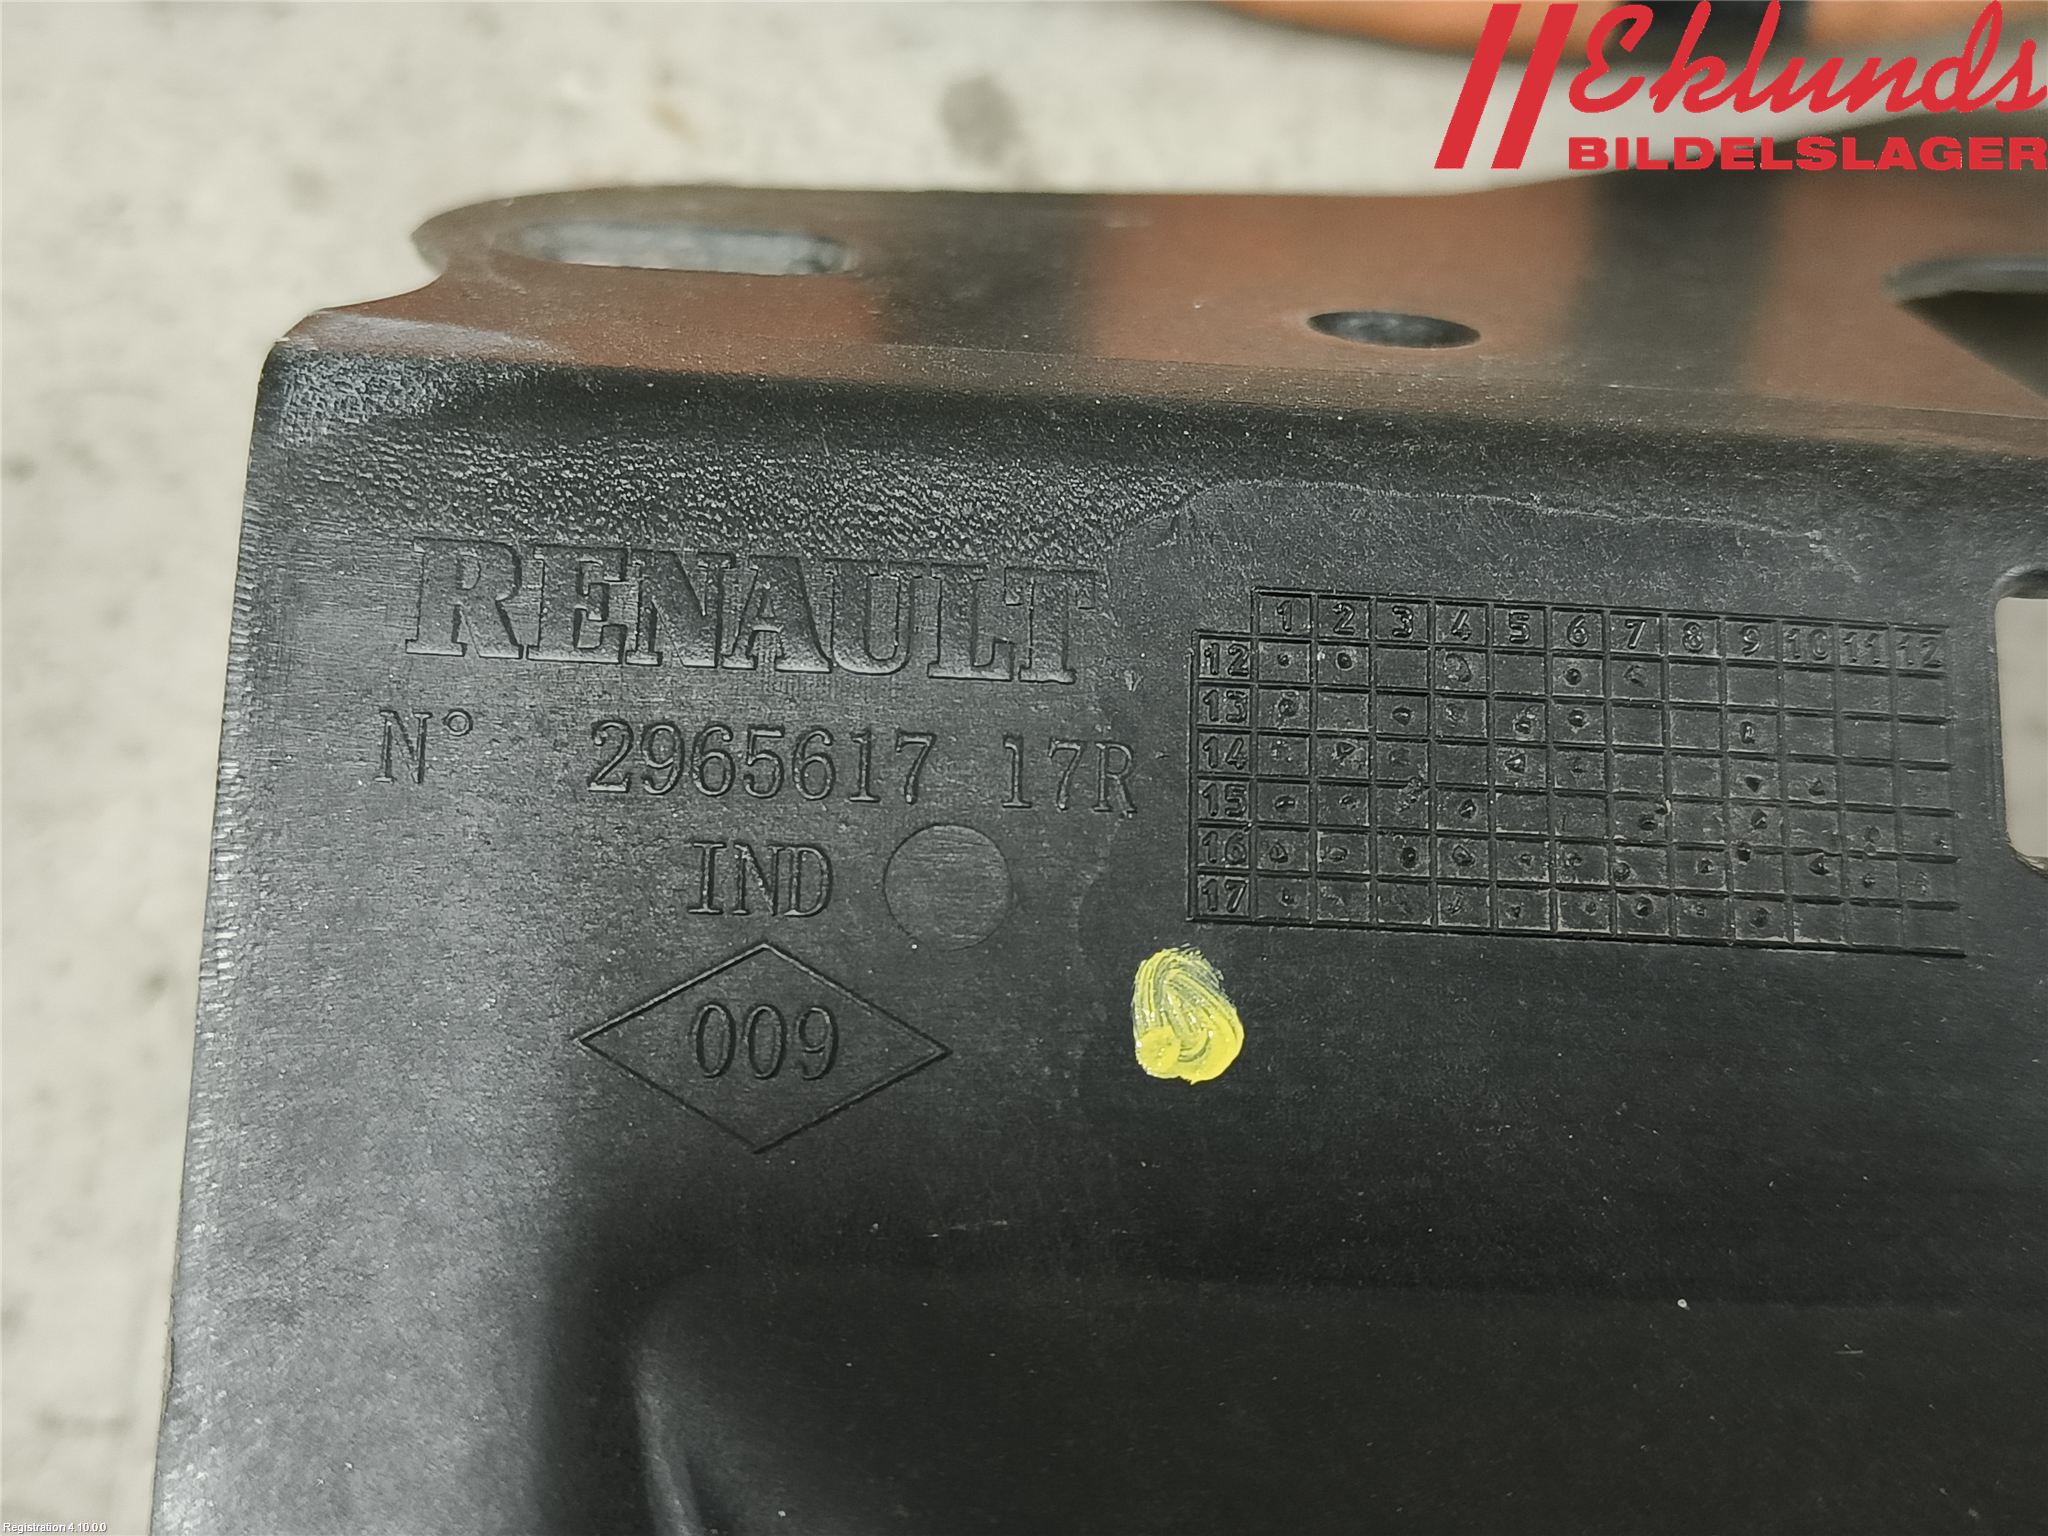 Eklunds
BILDELSLAGER
RENAULT
N° 2965617 17R
IND
009
1 2 3 4 5 6 7 8 9 10 11 12
12
13
14
15
16
17
Registration 4.10.0.0